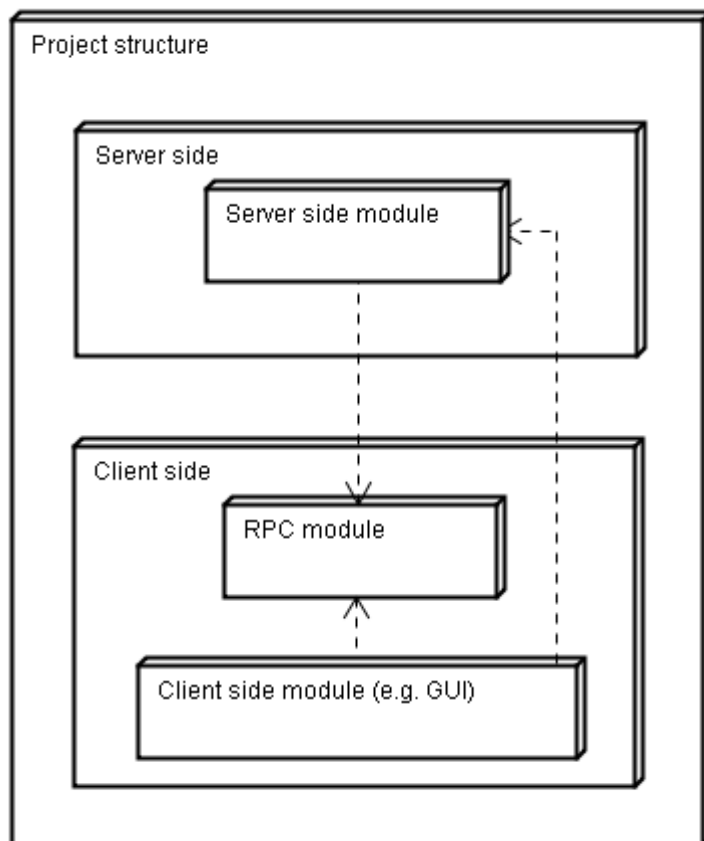 Project structure
Server side
Server side module
Client side
RPC module
Client side module (e.g. GUI)